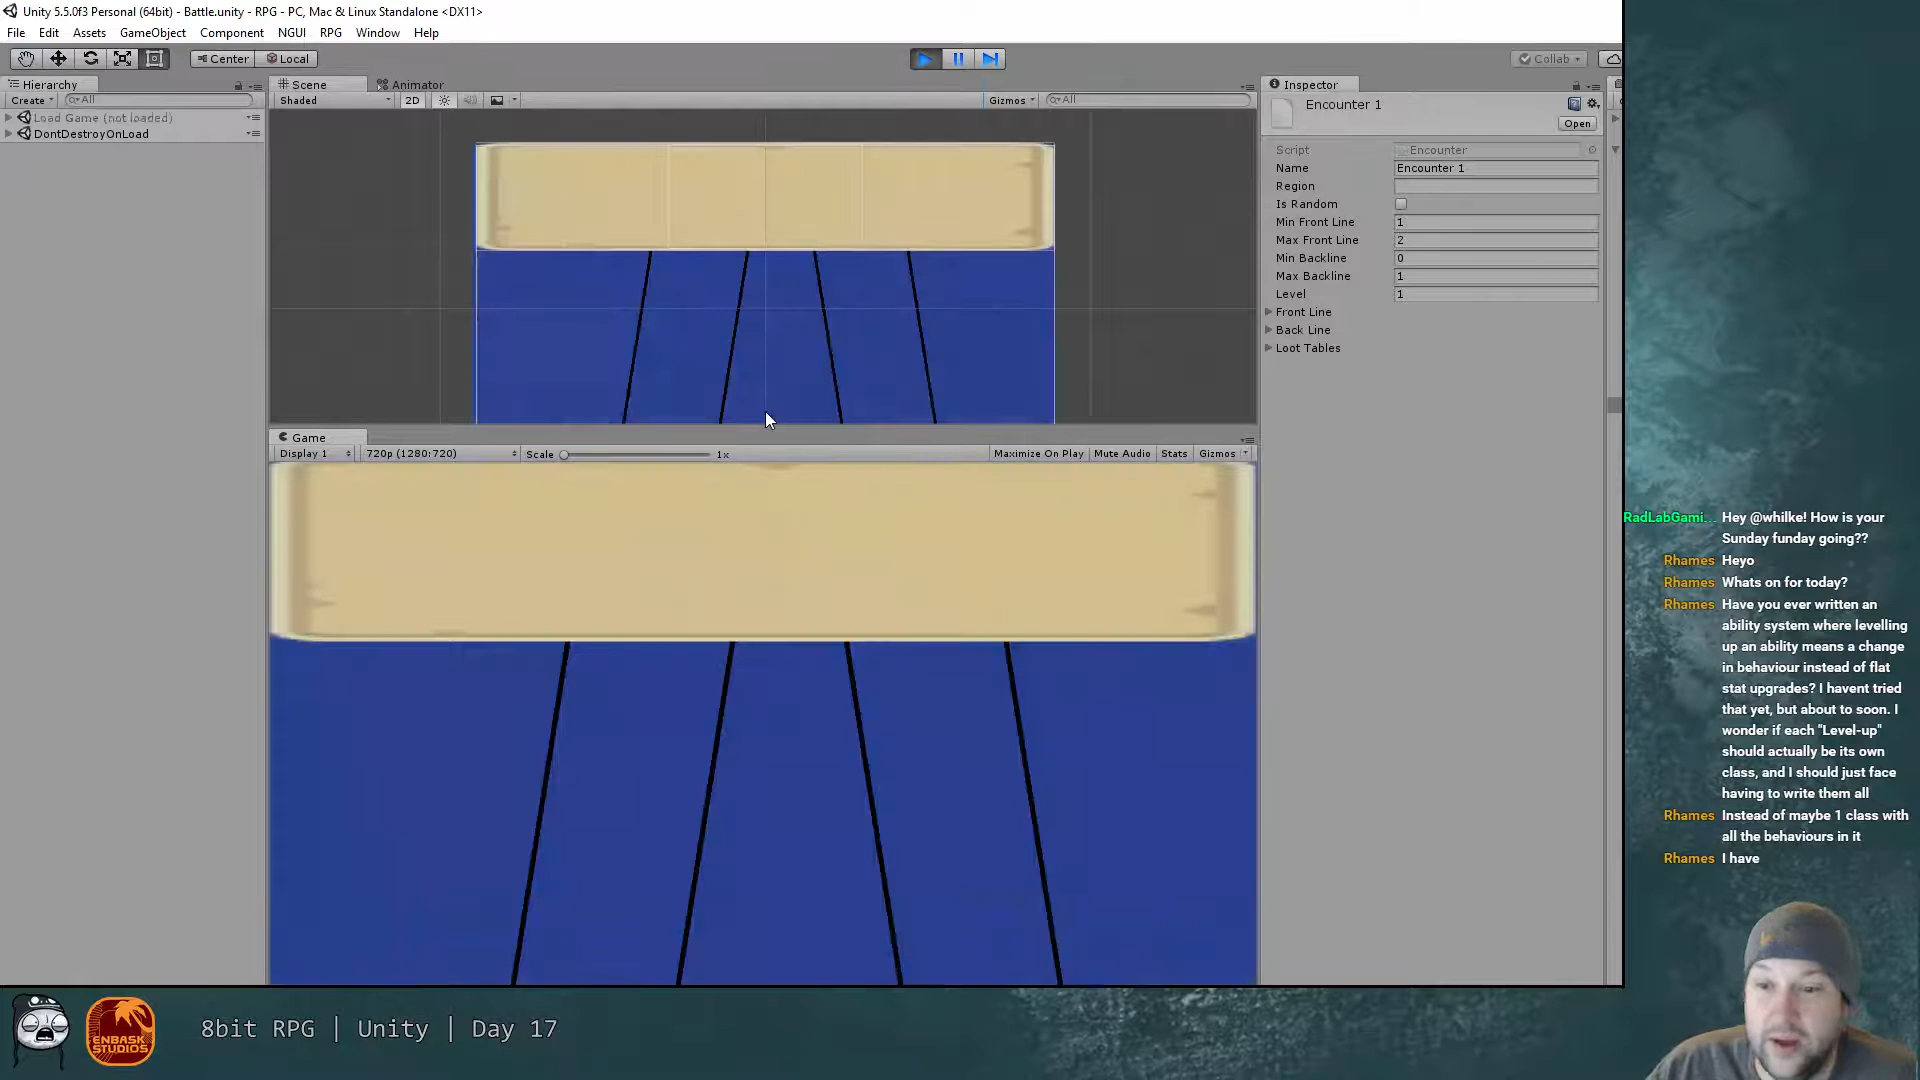 Unity 5.5.0f3 Personal (64bit) - Battle.unity - RPG - PC, Mac & Linux Standalone <DX11>
File Edit Assets GameObject Component NGUI RPG Window Help
Center Local Collab
Hierarchy
Create All
Load Game (not loaded)
DontDestroyOnLoad
Scene Animator
Shaded 2D Gizmos All
Game
Display 1 720p (1280:720) Scale 1x Maximize On Play Mute Audio Stats Gizmos
Inspector
Encounter 1
Open
Script Encounter
Name Encounter 1
Region
Is Random
Min Front Line 1
Max Front Line 2
Min Backline 0
Max Backline 1
Level 1
Front Line
Back Line
Loot Tables
RadLabGami... Hey @whilke! How is your
Sunday funday going??
Rhames Heyo
Rhames Whats on for today?
Rhames Have you ever written an
ability system where levelling
up an ability means a change
in behaviour instead of flat
stat upgrades? I havent tried
that yet, but about to soon. I
wonder if each "Level-up"
should actually be its own
class, and I should just face
having to write them all
Rhames Instead of maybe 1 class with
all the behaviours in it
Rhames I have
ENBASK
STUDIOS
8bit RPG | Unity | Day 17